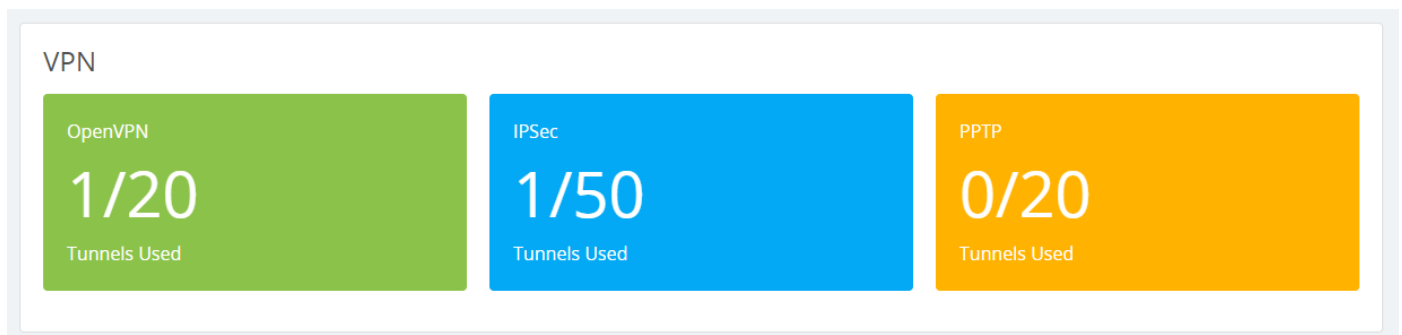 VPN
OpenVPN
1/20
Tunnels Used
IPSec
1/50
Tunnels Used
PPTP
0/20
Tunnels Used